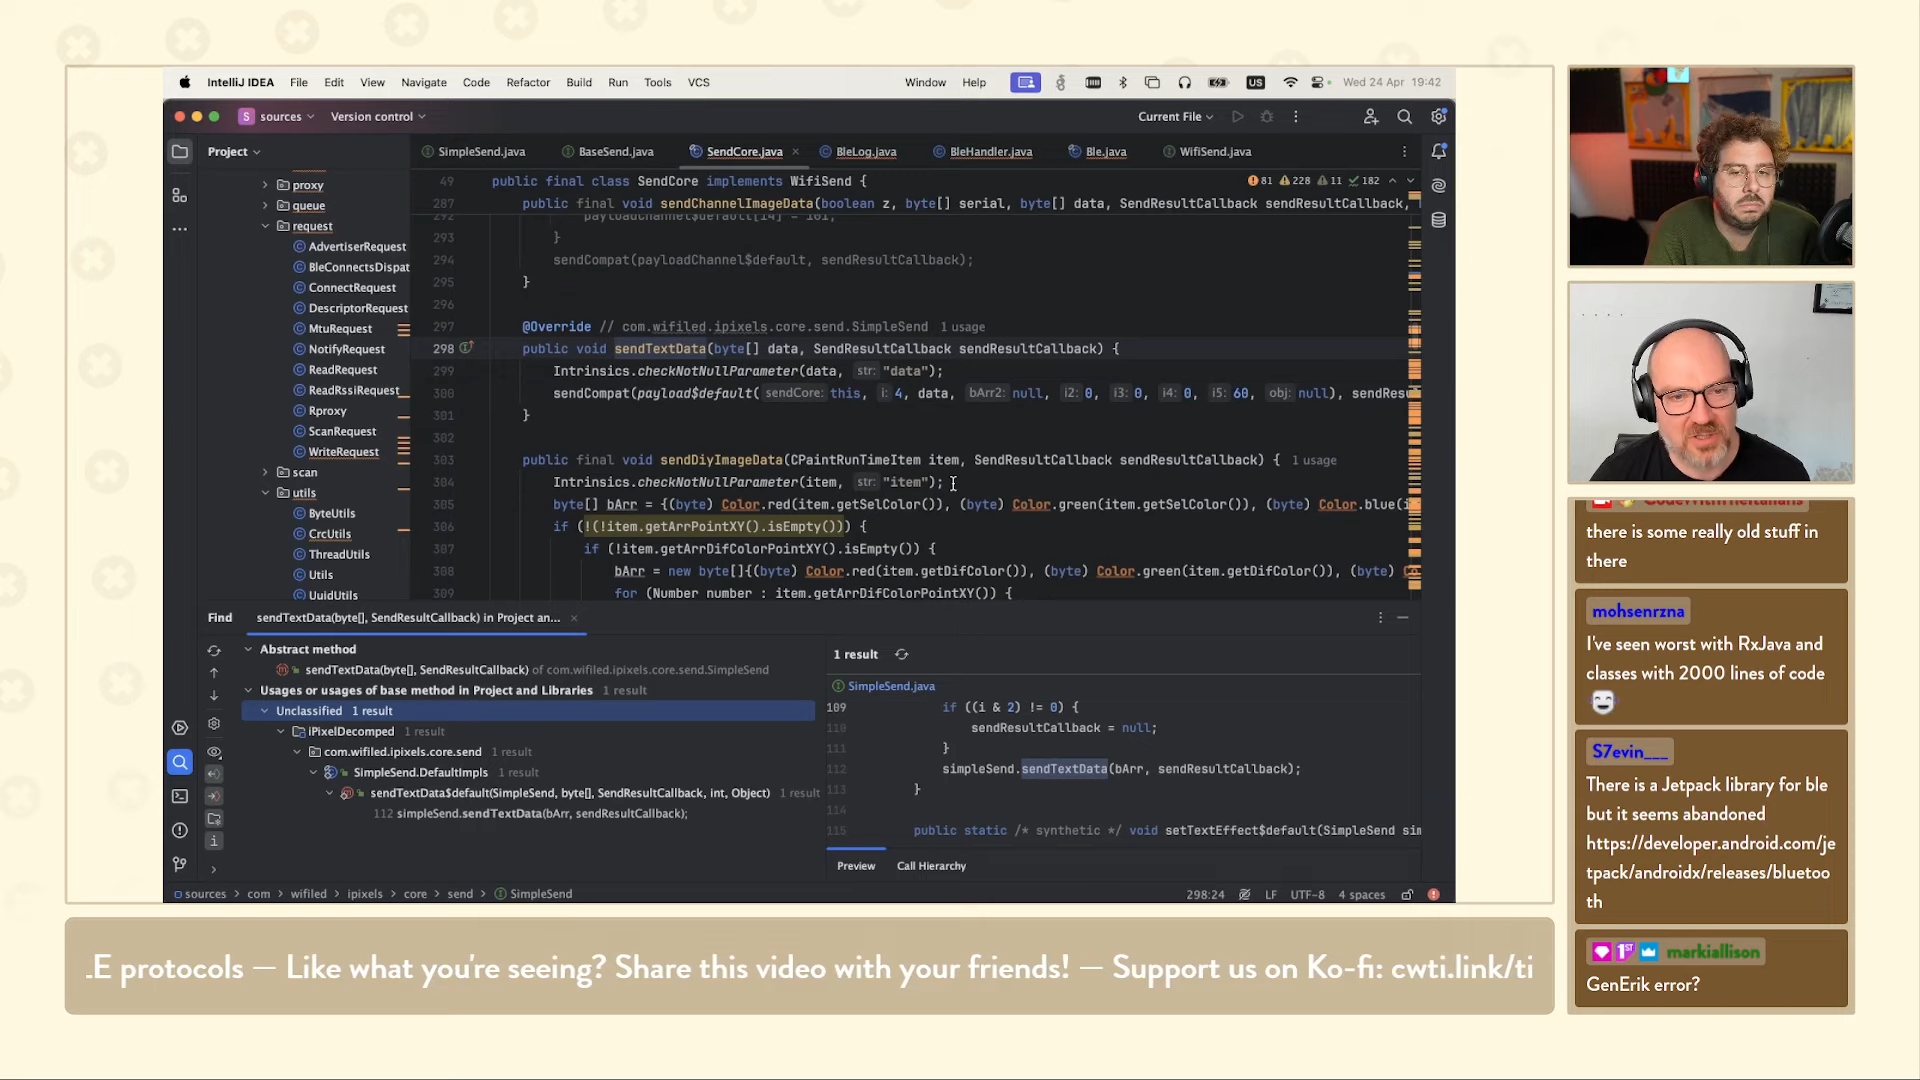 IntelliJ IDEA File Edit View Navigate Code Refactor Build Run Tools VCS Window Help US Wed 24 Apr 19:42
S sources Version control Current File
Project SimpleSend.java BaseSend.java SendCore.java BleLog.java BleHandler.java Ble.java WifiSend.java
proxy
queue
request
AdvertiserRequest
BleConnectsDispat
ConnectRequest
DescriptorRequest
MtuRequest
NotifyRequest
ReadRequest
ReadRssiRequest
Rproxy
ScanRequest
WriteRequest
scan
utils
ByteUtils
CrcUtils
ThreadUtils
Utils
UuidUtils
49 public final class SendCore implements WifiSend { 81 228 11 182
287 public final void sendChannelImageData(boolean z, byte[] serial, byte[] data, SendResultCallback sendResultCallback,
292 payloadChannel$default[14] = 101;
293 }
294 sendCompat(payloadChannel$default, sendResultCallback);
295 }
296
297 @Override // com.wifiled.ipixels.core.send.SimpleSend 1 usage
298 public void sendTextData(byte[] data, SendResultCallback sendResultCallback) {
299 Intrinsics.checkNotNullParameter(data, str: "data");
300 sendCompat(payload$default( sendCore: this, i: 4, data, bArr2: null, i2: 0, i3: 0, i4: 0, i5: 60, obj: null), sendRes
301 }
302
303 public final void sendDiyImageData(CPaintRunTimeItem item, SendResultCallback sendResultCallback) { 1 usage
304 Intrinsics.checkNotNullParameter(item, str: "item");
305 byte[] bArr = {(byte) Color.red(item.getSelColor()), (byte) Color.green(item.getSelColor()), (byte) Color.blue(i
306 if (!(!item.getArrPointXY().isEmpty())) {
307 if (!item.getArrDifColorPointXY().isEmpty()) {
308 bArr = new byte[]{(byte) Color.red(item.getDifColor()), (byte) Color.green(item.getDifColor()), (byte) Co
309 for (Number number : item.getArrDifColorPointXY()) {
Find sendTextData(byte[], SendResultCallback) in Project an...
Abstract method
sendTextData(byte[], SendResultCallback) of com.wifiled.ipixels.core.send.SimpleSend
Usages or usages of base method in Project and Libraries 1 result
Unclassified 1 result
iPixelDecomped 1 result
com.wifiled.ipixels.core.send 1 result
SimpleSend.DefaultImpls 1 result
sendTextData$default(SimpleSend, byte[], SendResultCallback, int, Object) 1 result
112 simpleSend.sendTextData(bArr, sendResultCallback);
1 result
SimpleSend.java
109 if ((i & 2) != 0) {
110 sendResultCallback = null;
111 }
112 simpleSend.sendTextData(bArr, sendResultCallback);
113 }
114
115 public static /* synthetic */ void setTextEffect$default(SimpleSend sim
Preview Call Hierarchy
sources > com > wifiled > ipixels > core > send > SimpleSend 298:24 LF UTF-8 4 spaces
.E protocols — Like what you're seeing? Share this video with your friends! — Support us on Ko-fi: cwti.link/ti
CodeWithTheItalians
there is some really old stuff in
there
mohsenrzna
I've seen worst with RxJava and
classes with 2000 lines of code
S7evin___
There is a Jetpack library for ble
but it seems abandoned
https://developer.android.com/je
tpack/androidx/releases/bluetoo
th
1ST markiallison
GenErik error?